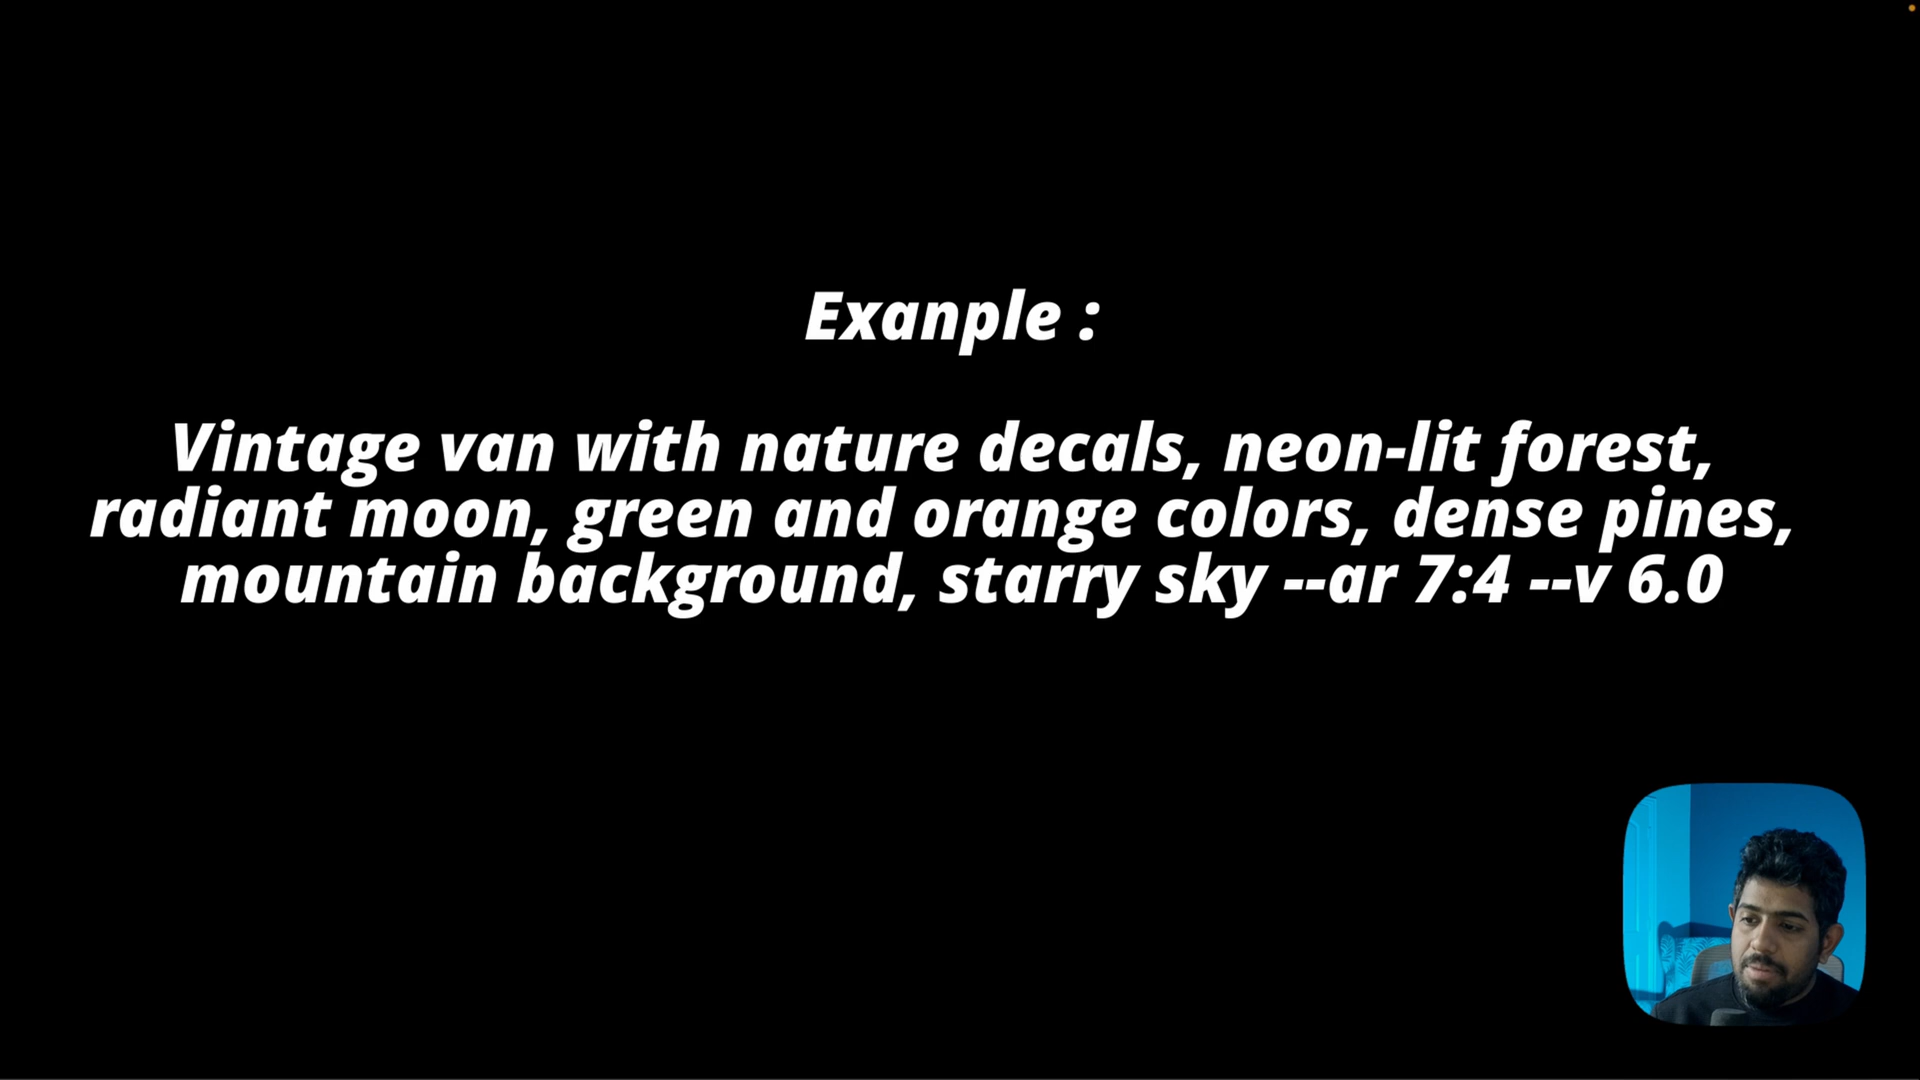 Exanple :
Vintage van with nature decals, neon-lit forest,
radiant moon, green and orange colors, dense pines,
mountain background, starry sky --ar 7:4 --v 6.0